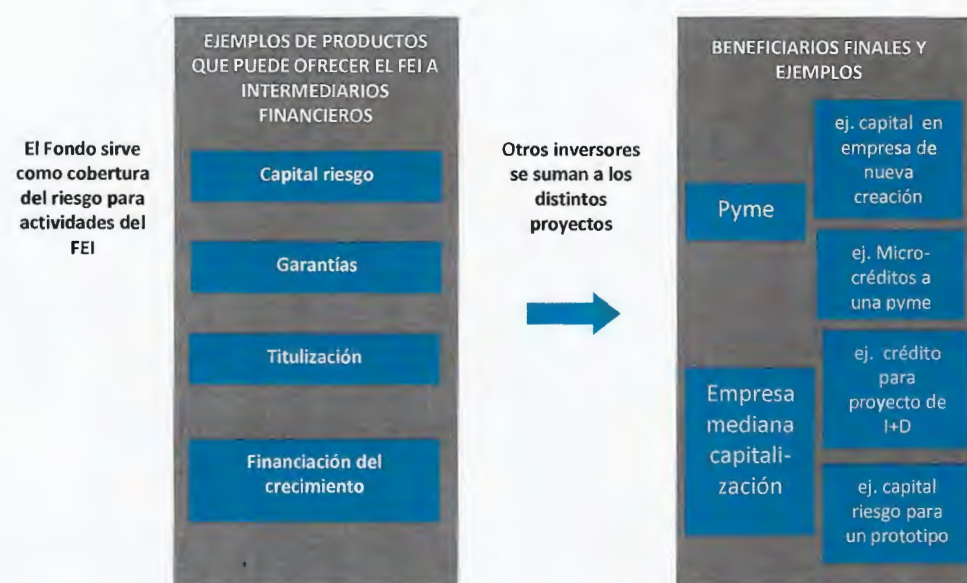 El Fondo sirve
como cobertura
del riesgo para
actividades del
FEI
EJEMPLOS DE PRODUCTOS
QUE PUEDE OFRECER EL FEI A
INTERMEDIARIOS
FINANCIEROS
Capital riesgo
Garantías
Titulización
Financiación del
crecimiento
Otros inversores
se suman a los
distintos
proyectos
BENEFICIARIOS FINALES Y
EJEMPLOS
Pyme
ej. capital en
empresa de
nueva
creación
ej. Micro-
créditos a
una pyme
Empresa
mediana
capitali-
zación
ej. crédito
para
proyecto de
I+D
ej. capital
riesgo para
un prototipo